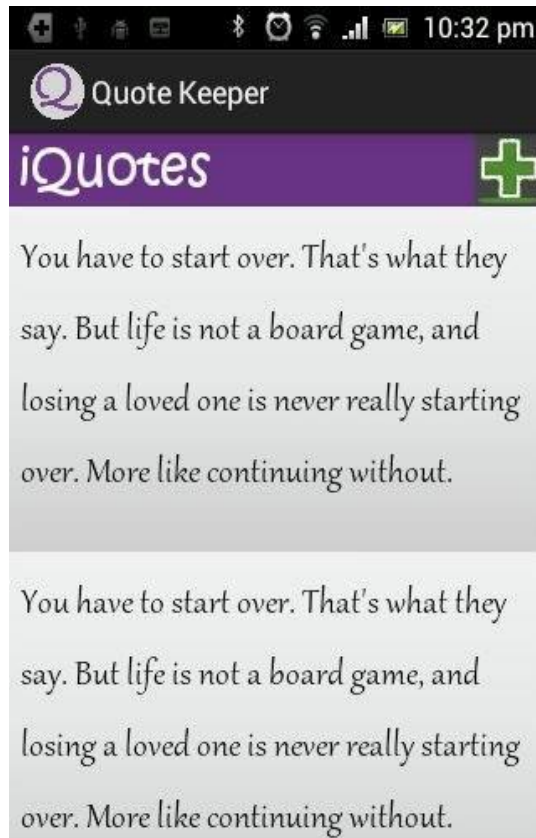 10:32 pm
Quote Keeper
iQuotes
You have to start over. That's what they
say. But life is not a board game, and
losing a loved one is never really starting
over. More like continuing without.
You have to start over. That's what they
say. But life is not a board game, and
losing a loved one is never really starting
over. More like continuing without.